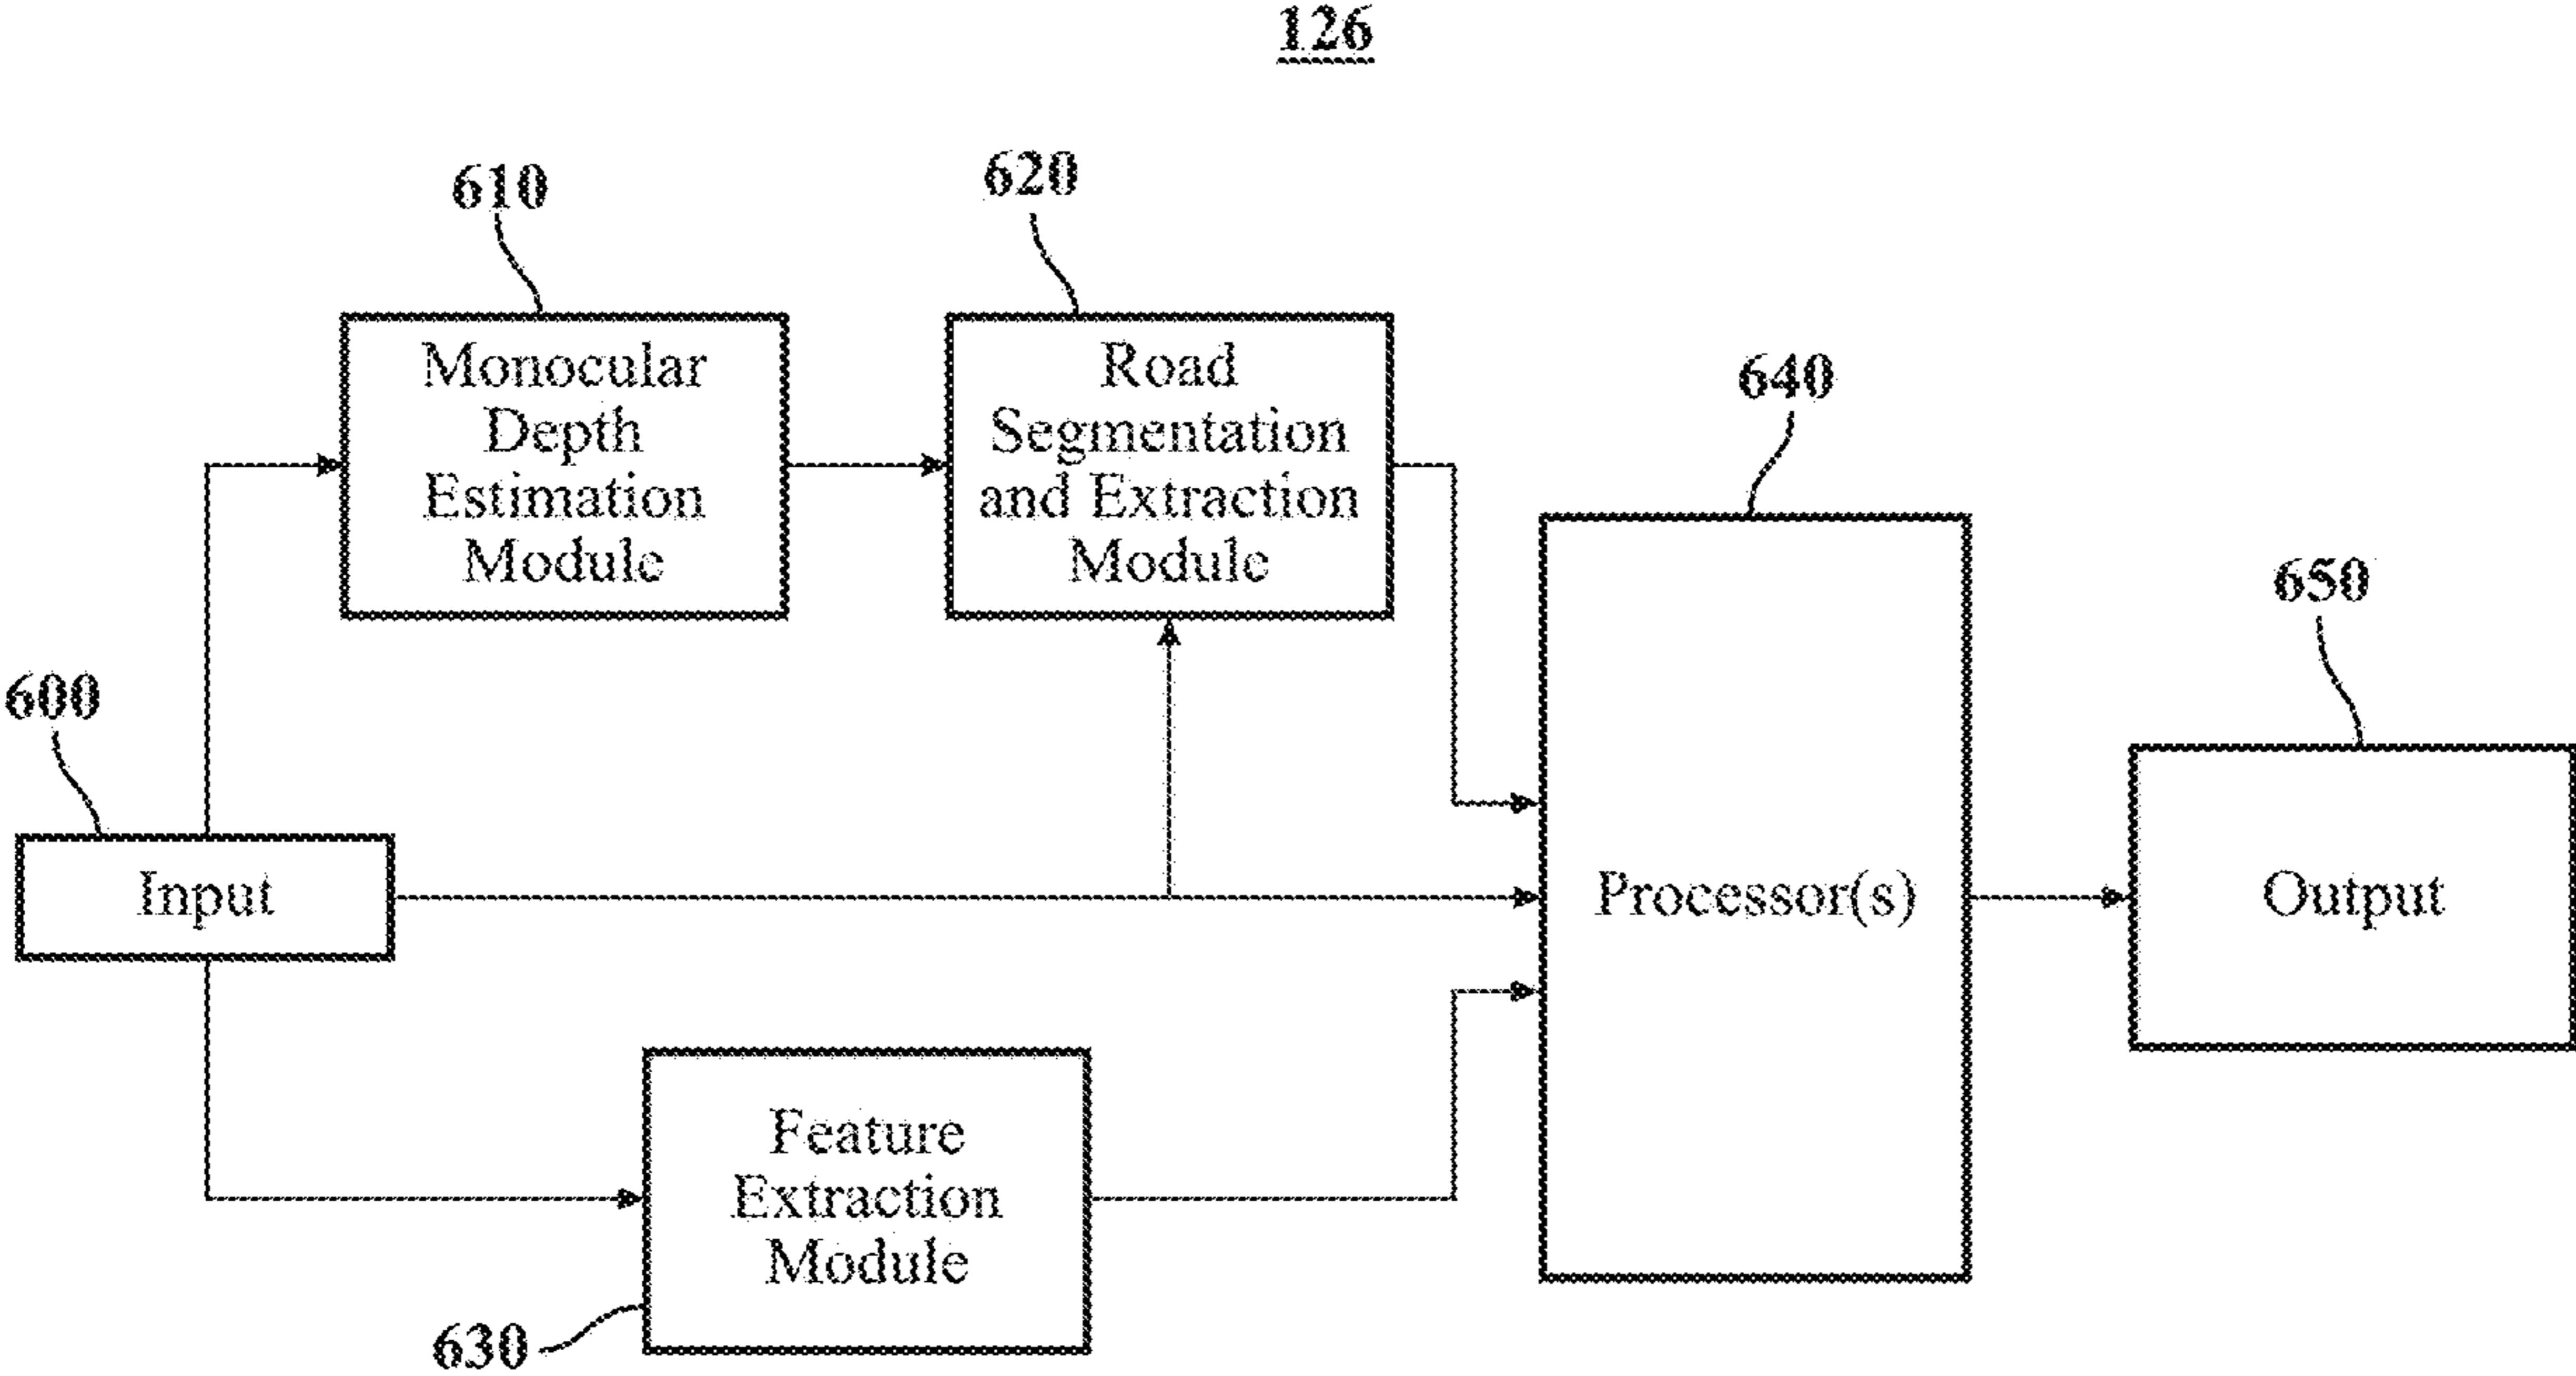 126
610
620
Monocular
Depth
Estimation
Module
Road
Segmentation
and Extraction
Module
640
650
600
Input
Processor(s)
Output
Feature
Extraction
Module
630